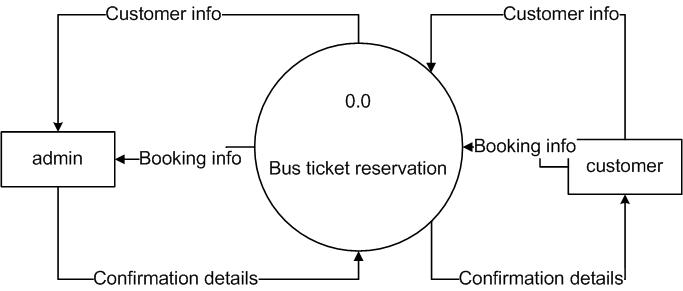 Customer info
Customer info
0.0
admin
Booking info
Booking info
Bus ticket reservation
customer
Confirmation details
Confirmation details